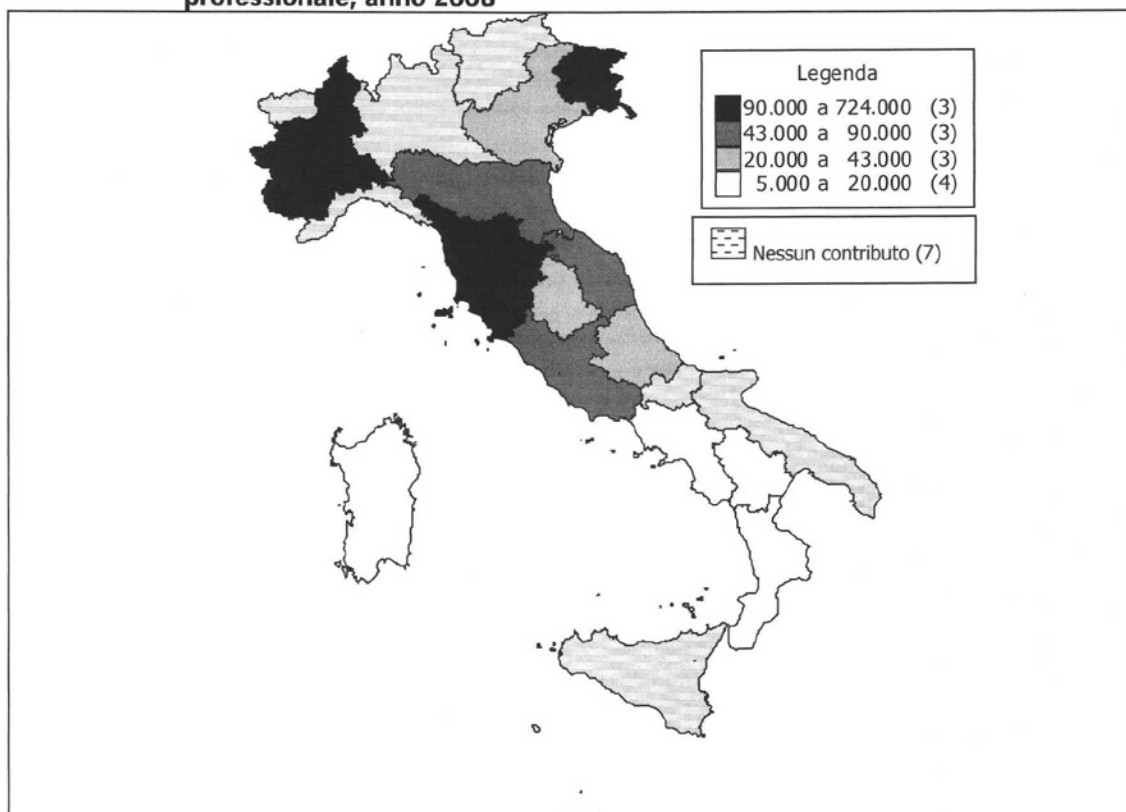 professionale, anno 2008
Legenda
90.000 a 724.000 (3)
43.000 a 90.000 (3)
20.000 a 43.000 (3)
5.000 a 20.000 (4)
Nessun contributo (7)